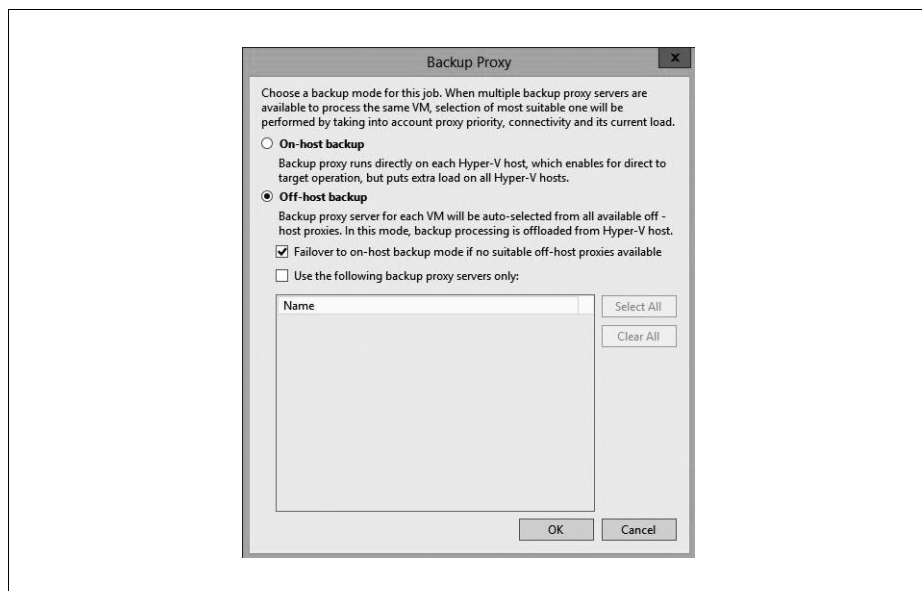 Backup Proxy
x
Choose a backup mode for this job. When multiple backup proxy servers are
available to process the same VM, selection of most suitable one will be
performed by taking into account proxy priority, connectivity and its current load.
On-host backup
Backup proxy runs directly on each Hyper-V host, which enables for direct to
target operation, but puts extra load on all Hyper-V hosts.
Off-host backup
Backup proxy server for each VM will be auto-selected from all available off -
host proxies. In this mode, backup processing is offloaded from Hyper-V host.
Failover to on-host backup mode if no suitable off-host proxies available
Use the following backup proxy servers only:
Name
Select All
Clear All
OK
Cancel